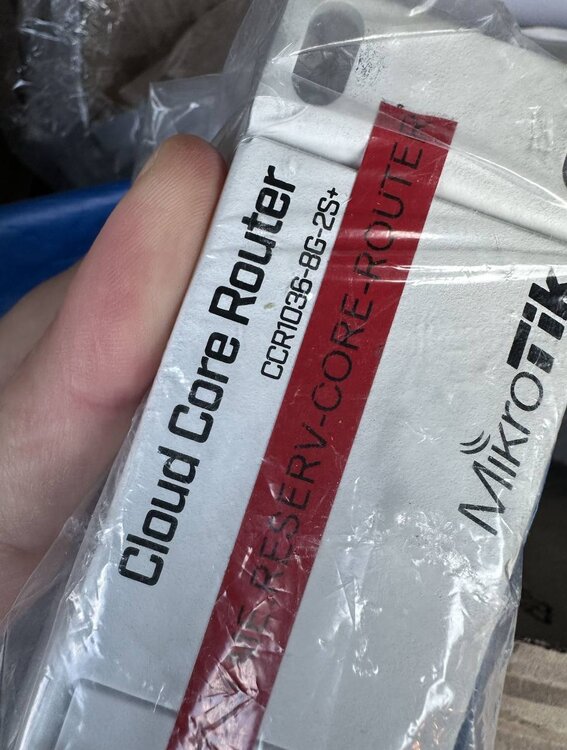 Cloud Core Router
CCR1036-8G-2S+
-RESERV-CORE-ROUTE
MikroTik